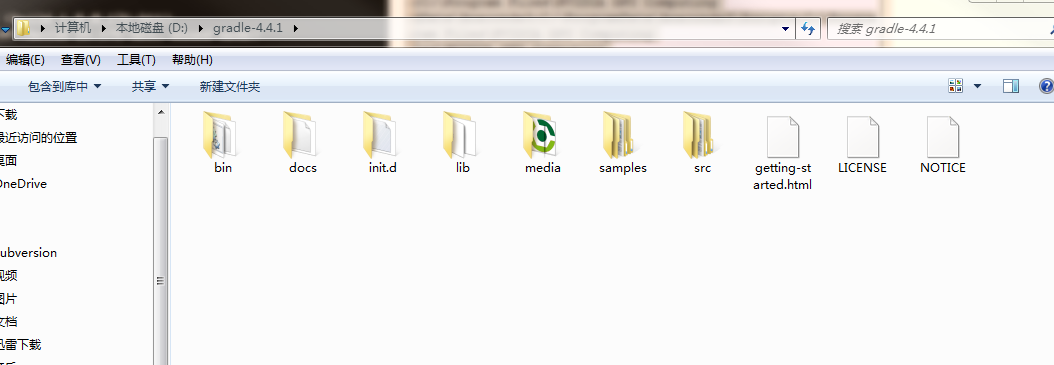 计算机 本地磁盘 (D:) gradle-4.4.1 搜索 gradle-4.4.1
编辑(E) 查看(V) 工具(T) 帮助(H)
包含到库中 共享 新建文件夹
下载
最近访问的位置
桌面
OneDrive
ubversion
视频
图片
文档
迅雷下载
bin docs init.d lib media samples src getting-st
arted.html LICENSE NOTICE